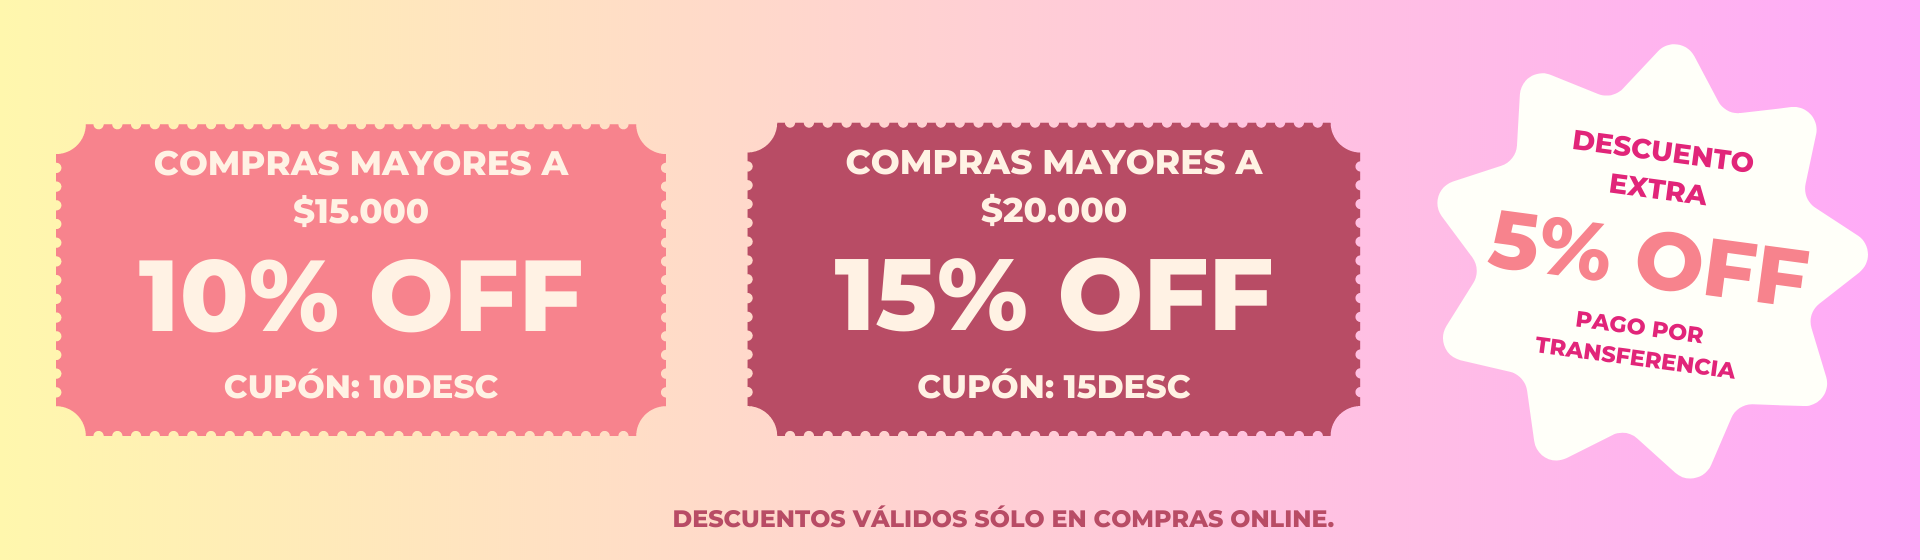 COMPRAS MAYORES A
$15.000
10% OFF
CUPÓN: 10DESC
COMPRAS MAYORES A
$20.000
15% OFF
CUPÓN: 15DESC
DESCUENTO
EXTRA
5% OFF
PAGO POR
TRANSFERENCIA
DESCUENTOS VÁLIDOS SÓLO EN COMPRAS ONLINE.